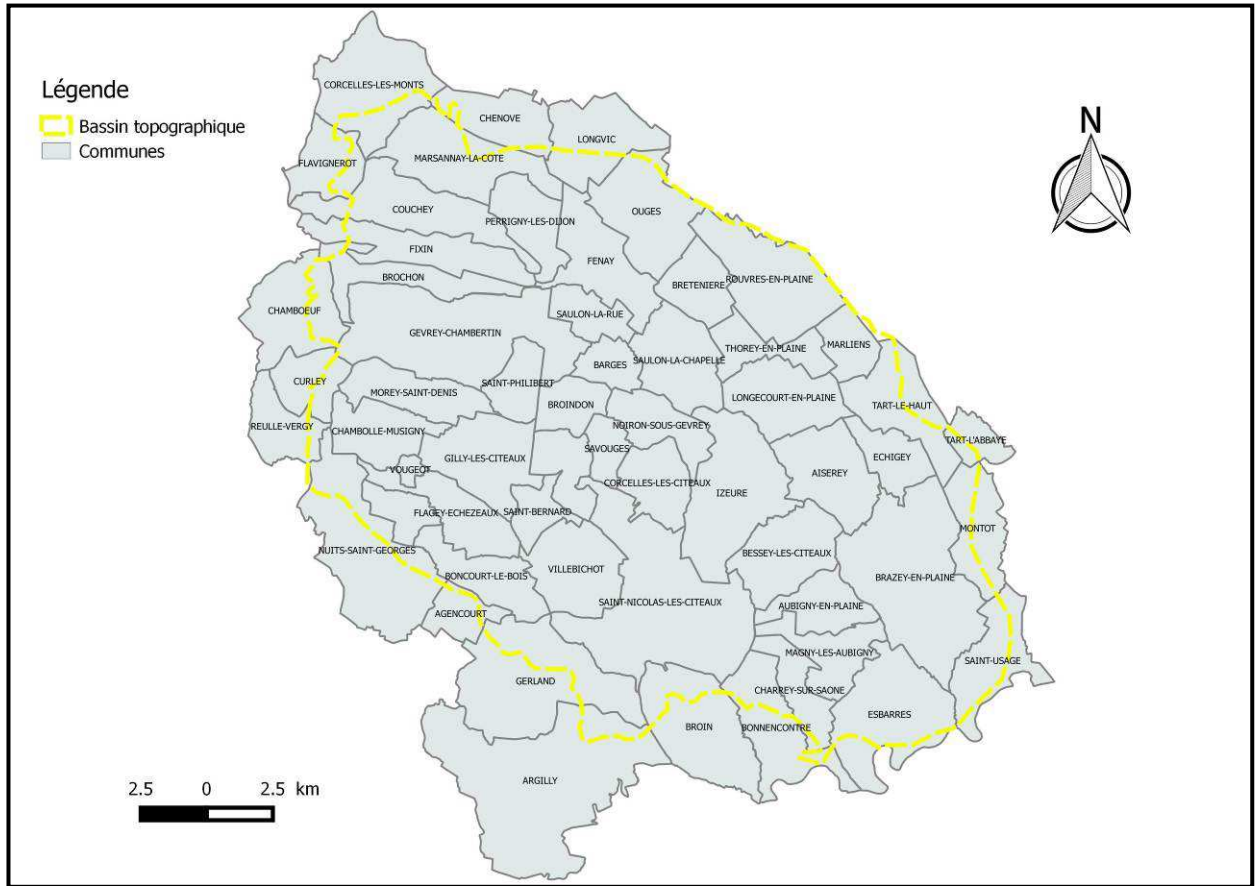 Légende
Bassin topographique
Communes
N
2.5 0 2.5 km
CORCELLES-LES-MONTS
CHENOVE
LONGVIC
FLAVIGNEROT
MARSANNAY-LA-COTE
COUCHEY
PERRIGNY-LES-DIJON
OUGES
FIXIN
FENAY
BROCHON
BRETENIERE
ROUVRES-EN-PLAINE
CHAMBOEUF
SAULON-LA-RUE
GEVREY-CHAMBERTIN
THOREY-EN-PLAINE
MARLIENS
BARGES
SAULON-LA-CHAPELLE
CURLEY
SAINT-PHILIBERT
MOREY-SAINT-DENIS
LONGECOURT-EN-PLAINE
BROINDON
TART-LE-HAUT
REULLE-VERGY
CHAMBOLLE-MUSIGNY
NOIRON-SOUS-GEVREY
TART-L'ABBAYE
SAVOUGES
GILLY-LES-CITEAUX
ECHIGEY
VOUGEOT
AISEREY
CORCELLES-LES-CITEAUX
IZEURE
FLAGEY-ECHEZEAUX
SAINT-BERNARD
MONTOT
NUITS-SAINT-GEORGES
BESSEY-LES-CITEAUX
VILLEBICHOT
BONCOURT-LE-BOIS
BRAZEY-EN-PLAINE
SAINT-NICOLAS-LES-CITEAUX
AUBIGNY-EN-PLAINE
AGENCOURT
MAGNY-LES-AUBIGNY
SAINT-USAGE
GERLAND
CHARREY-SUR-SAONE
ESBARRES
BROIN
BONNENCONTRE
ARGILLY